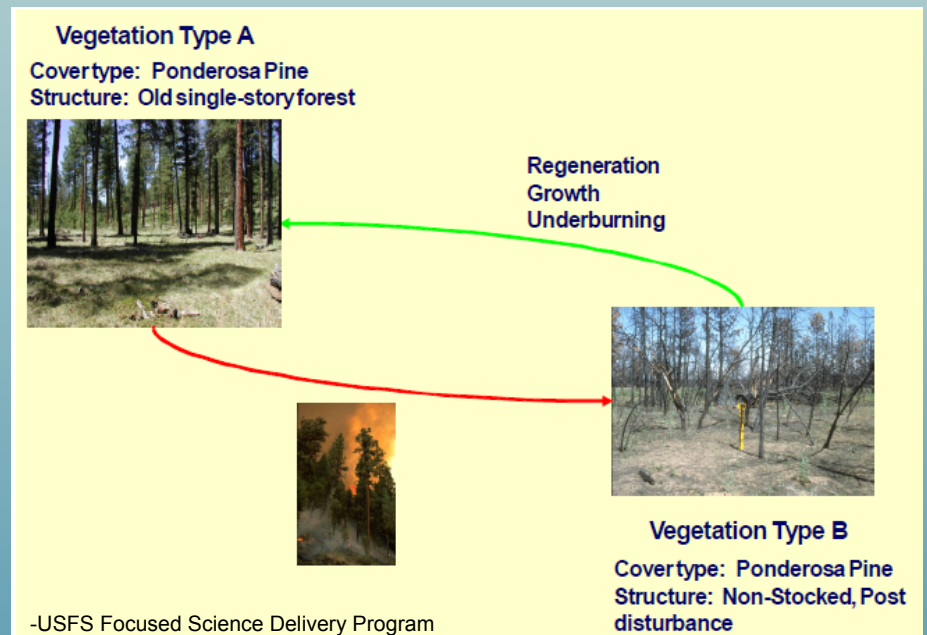 Vegetation Type A
Cover type: Ponderosa Pine
Structure: Old single-story forest
Regeneration
Growth
Underburning
Vegetation Type B
Cover type: Ponderosa Pine
Structure: Non-Stocked, Post
disturbance
-USFS Focused Science Delivery Program